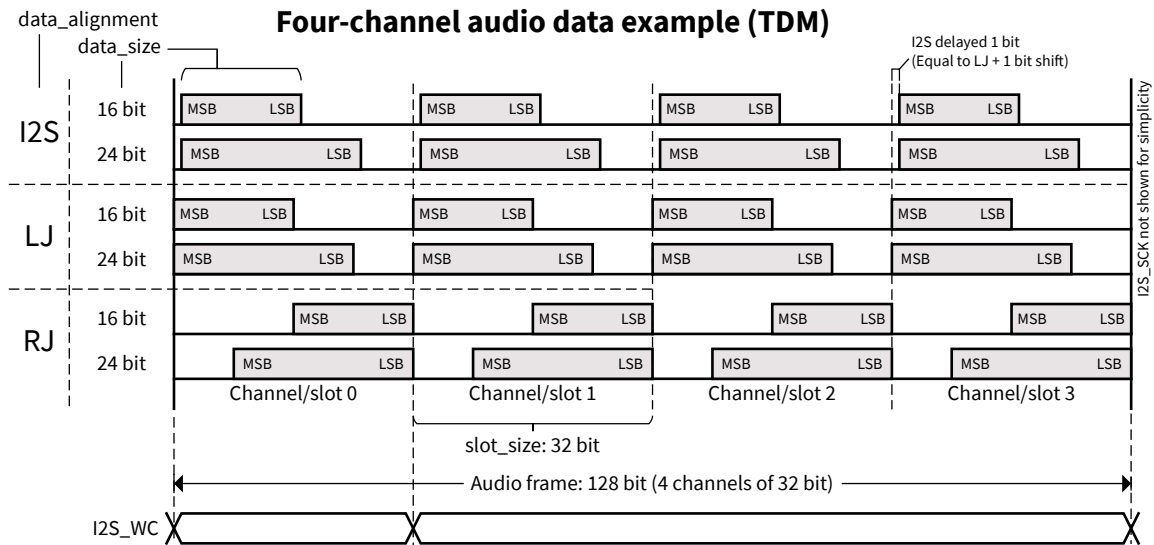 Four-channel audio data example (TDM)
data_alignment
data_size
I2S delayed 1 bit
(Equal to LJ + 1 bit shift)
I2S
16 bit
MSB LSB MSB LSB MSB LSB MSB LSB
24 bit
MSB LSB MSB LSB MSB LSB MSB LSB
LJ
16 bit
MSB LSB MSB LSB MSB LSB MSB LSB
24 bit
MSB LSB MSB LSB MSB LSB MSB LSB
RJ
16 bit
MSB LSB MSB LSB MSB LSB MSB LSB
24 bit
MSB LSB MSB LSB MSB LSB MSB LSB
Channel/slot 0 Channel/slot 1 Channel/slot 2 Channel/slot 3
I2S_SCK not shown for simplicity
slot_size: 32 bit
Audio frame: 128 bit (4 channels of 32 bit)
I2S_WC